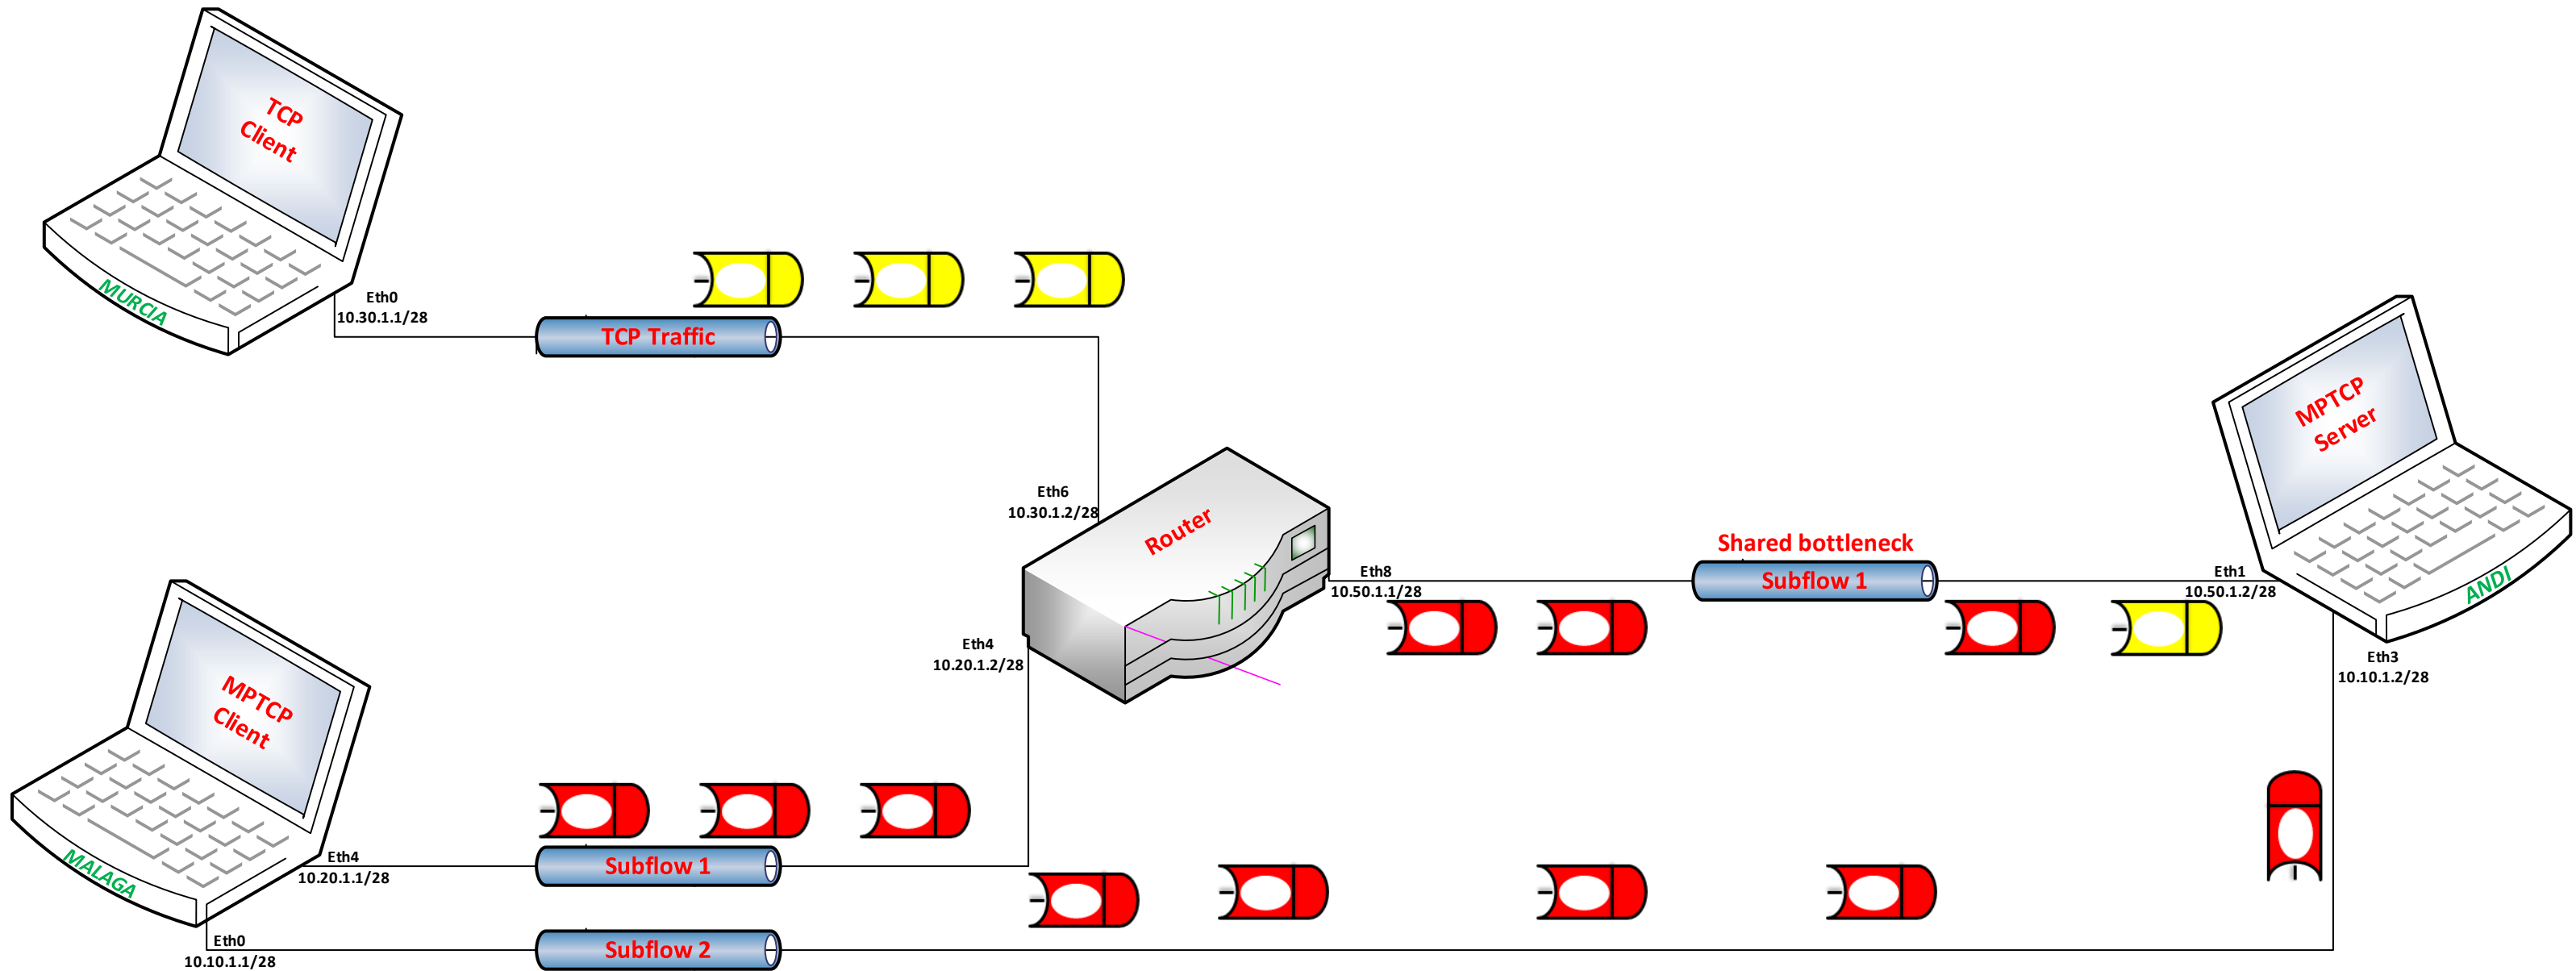 TCP
Client
MURCIA
Eth0
10.30.1.1/28
TCP Traffic
Eth6
10.30.1.2/28
Router
Eth4
10.20.1.2/28
Eth8
10.50.1.1/28
Shared bottleneck
Subflow 1
Eth1
10.50.1.2/28
MPTCP
Server
ANDI
Eth3
10.10.1.2/28
MPTCP
Client
MALAGA
Eth4
10.20.1.1/28
Subflow 1
Eth0
10.10.1.1/28
Subflow 2